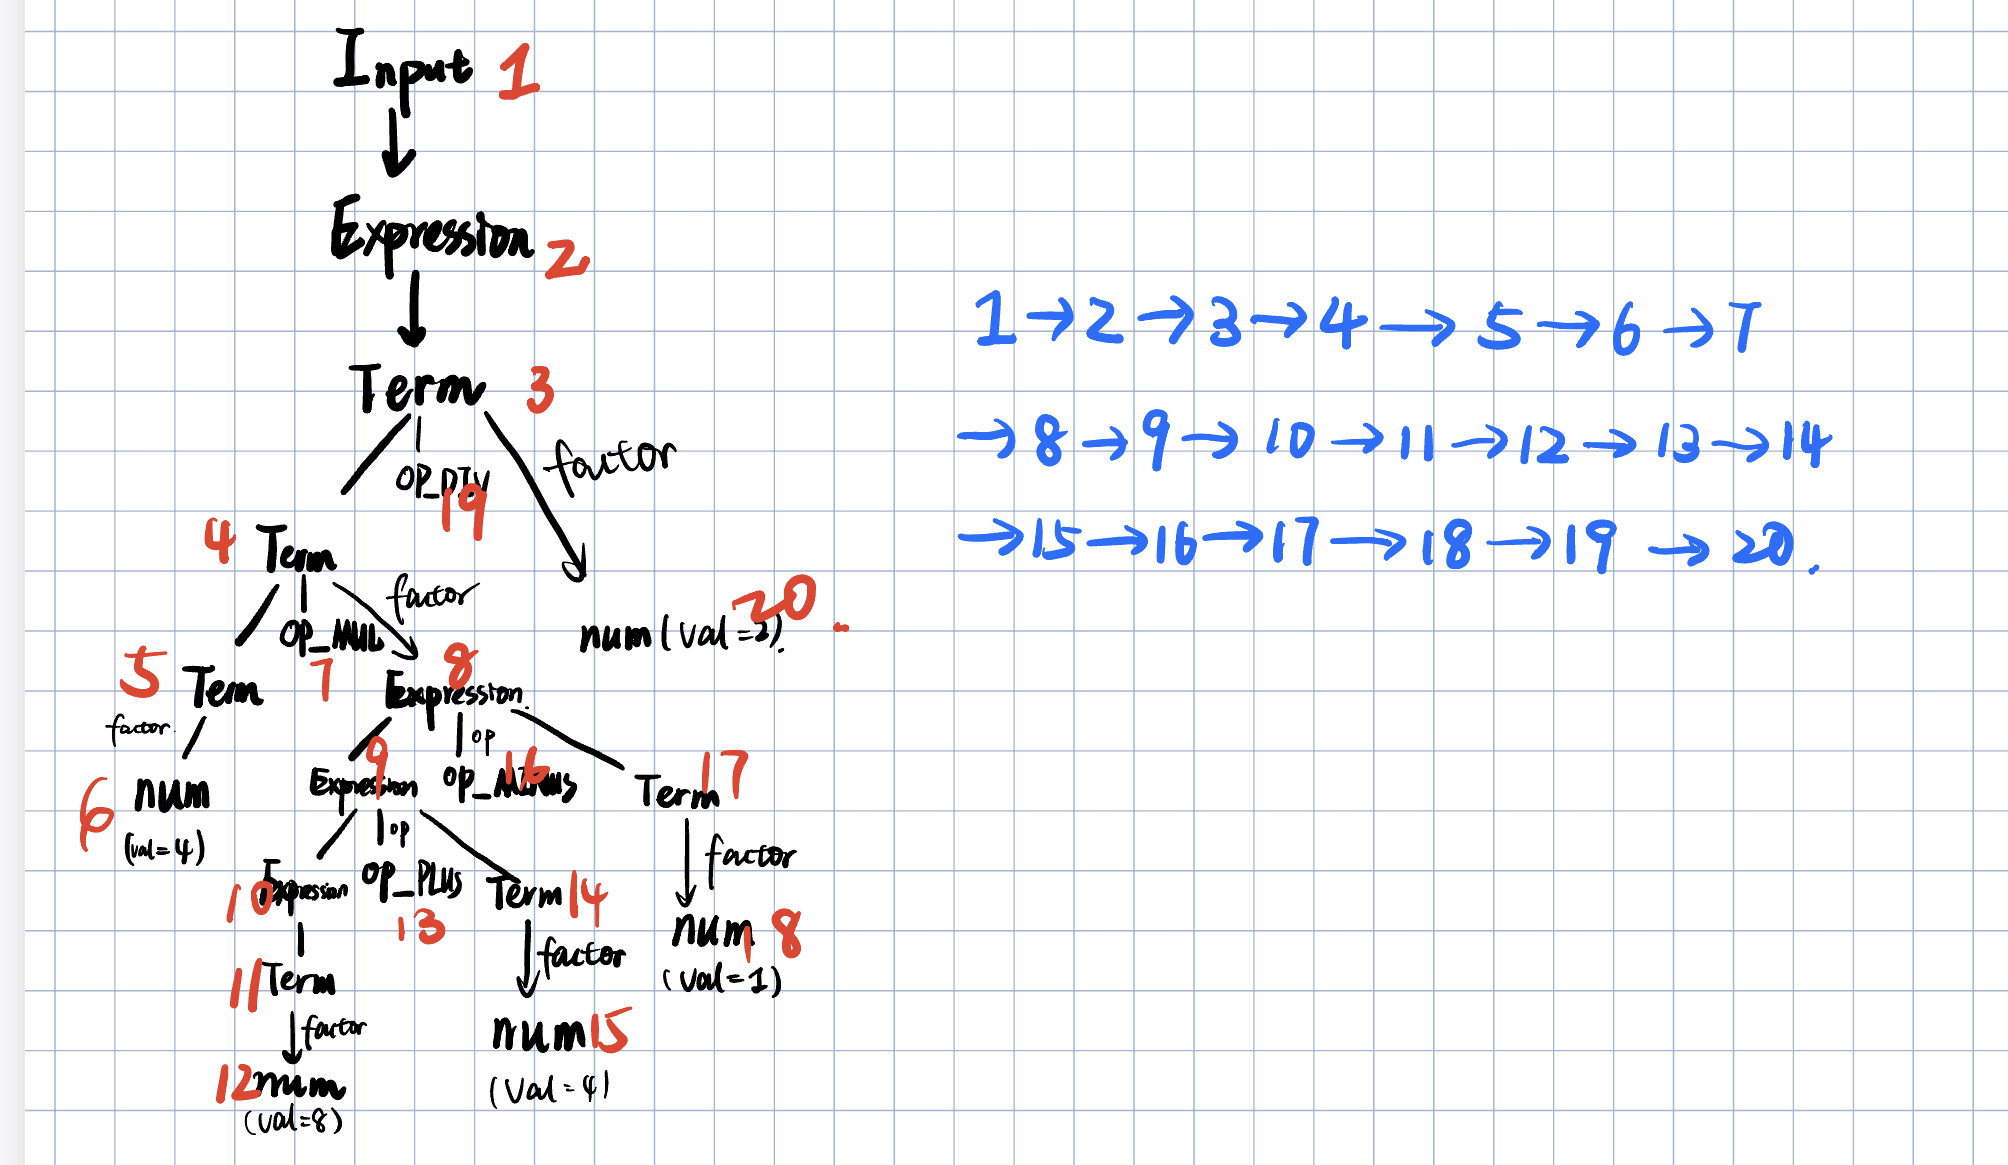 Input 1
Expression 2
Term 3
factor
OP_DIV 19
4 Term
factor
OP_MUL 7
num (val=2). 20
5 Term
8 Expression.
factor
op
6 num
(val=4)
9 Expression
OP_MINUS 16
Term 17
op
factor
10 Expression
OP_PLUS 13
Term 14
num 18
(val=1)
11 Term
factor
factor
num 15
(val=4)
12 num
(val=8)
1→2→3→4→5→6→7
→8→9→10→11→12→13→14
→15→16→17→18→19→20.